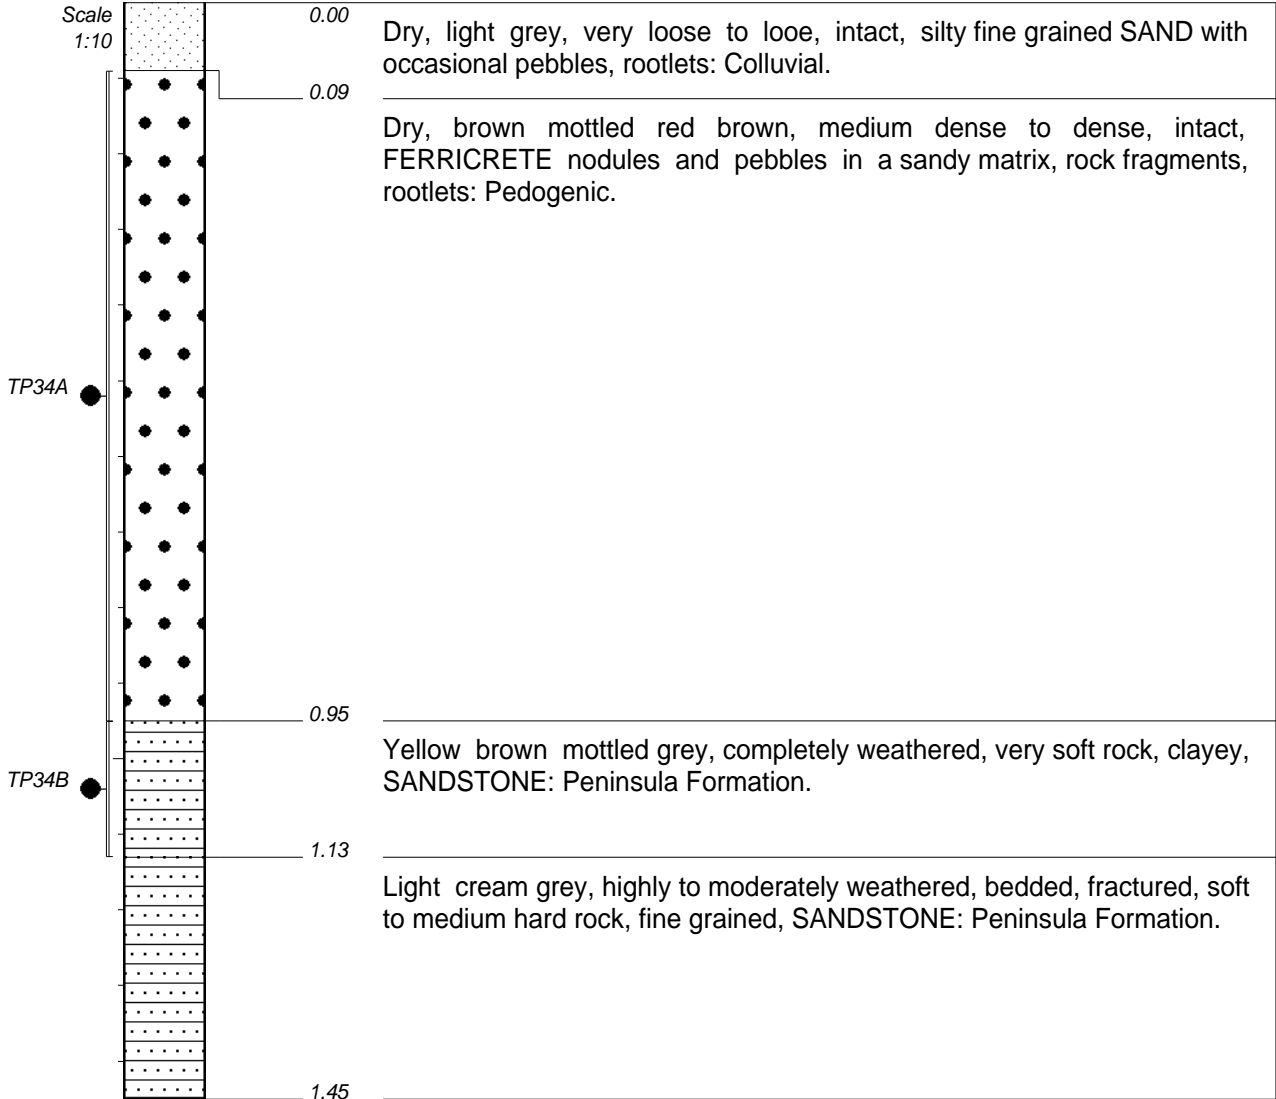 Scale
1:10
0.00
Dry, light grey, very loose to looe, intact, silty fine grained SAND with
occasional pebbles, rootlets: Colluvial.
0.09
Dry, brown mottled red brown, medium dense to dense, intact,
FERRICRETE nodules and pebbles in a sandy matrix, rock fragments,
rootlets: Pedogenic.
TP34A
0.95
Yellow brown mottled grey, completely weathered, very soft rock, clayey,
SANDSTONE: Peninsula Formation.
TP34B
1.13
Light cream grey, highly to moderately weathered, bedded, fractured, soft
to medium hard rock, fine grained, SANDSTONE: Peninsula Formation.
1.45